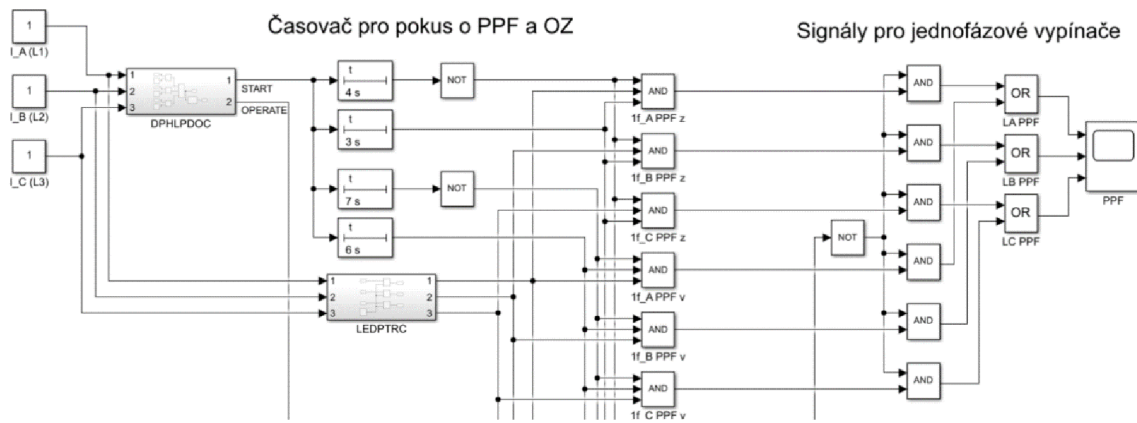 Časovač pro pokus o PPF a OZ
Signály pro jednofázové vypínače
1
I_A (L1)
1
I_B (L2)
1
I_C (L3)
1
2
3
1
2
DPHLPDOC
START
OPERATE
t
4 s
NOT
t
3 s
t
7 s
NOT
t
6 s
1
2
3
1
2
3
LEDPTRC
AND
1f_A PPF z
AND
1f_B PPF z
AND
1f_C PPF z
AND
1f_A PPF v
AND
1f_B PPF v
AND
1f_C PPF v
NOT
AND
AND
AND
AND
AND
AND
OR
LA PPF
OR
LB PPF
OR
LC PPF
PPF